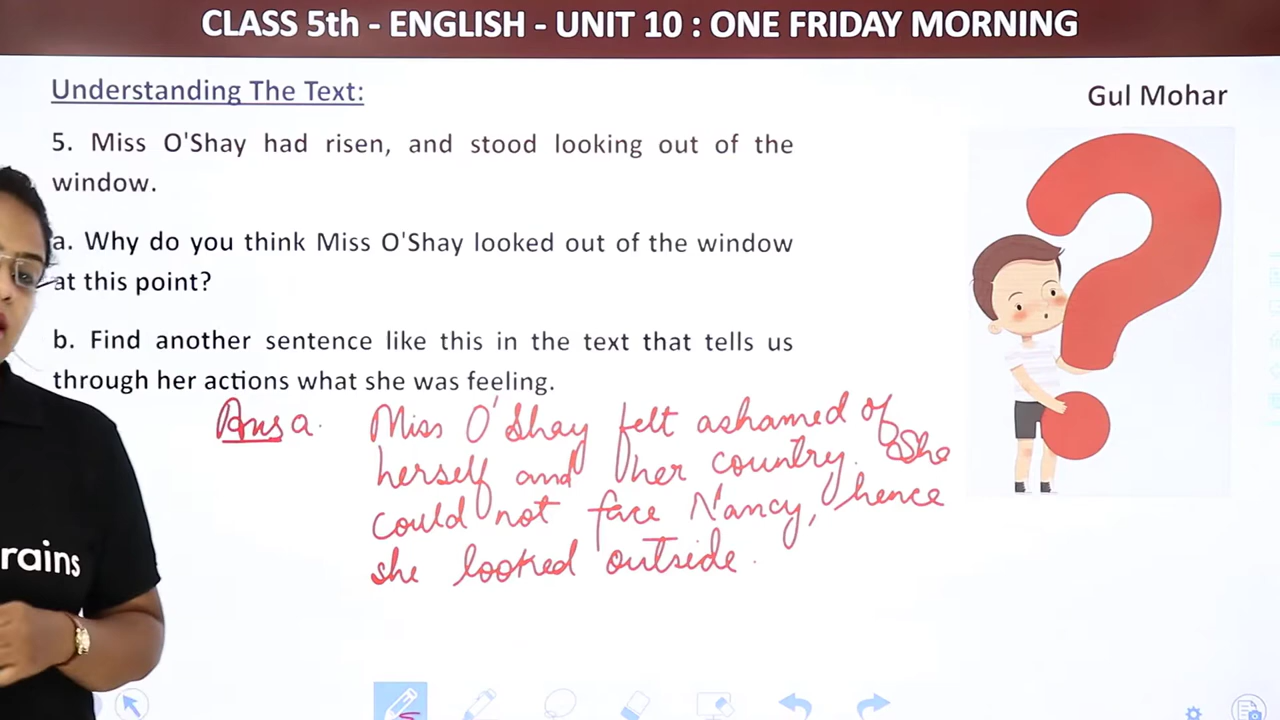 CLASS 5th - ENGLISH - UNIT 10 : ONE FRIDAY MORNING
Understanding The Text:
Gul Mohar
5. Miss O'Shay had risen, and stood looking out of the
window.
a. Why do you think Miss O'Shay looked out of the window
at this point?
b. Find another sentence like this in the text that tells us
through her actions what she was feeling.
Ans a. Miss O'Shay felt ashamed of
herself and her country. She
could not face Nancy, hence
she looked outside.
rains